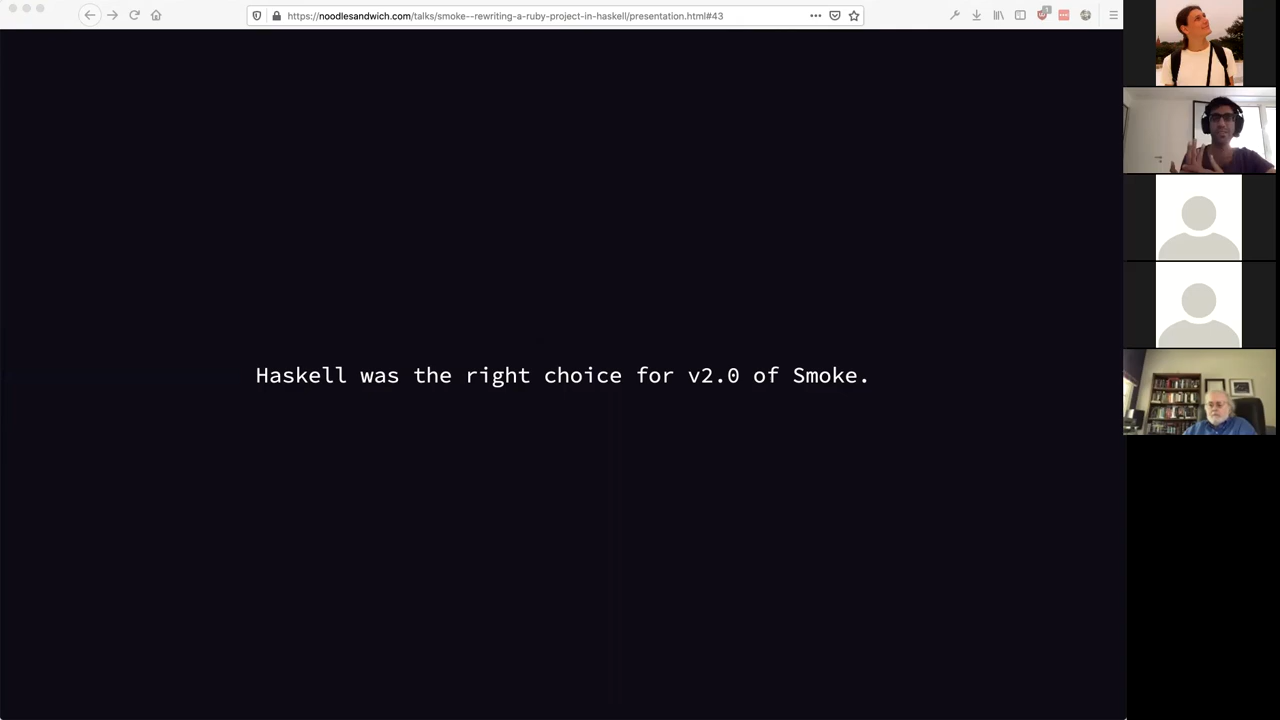 https://noodlesandwich.com/talks/smoke--rewriting-a-ruby-project-in-haskell/presentation.html#43
Haskell was the right choice for v2.0 of Smoke.